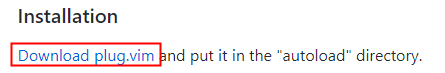 Installation
Download plug.vim and put it in the "autoload" directory.